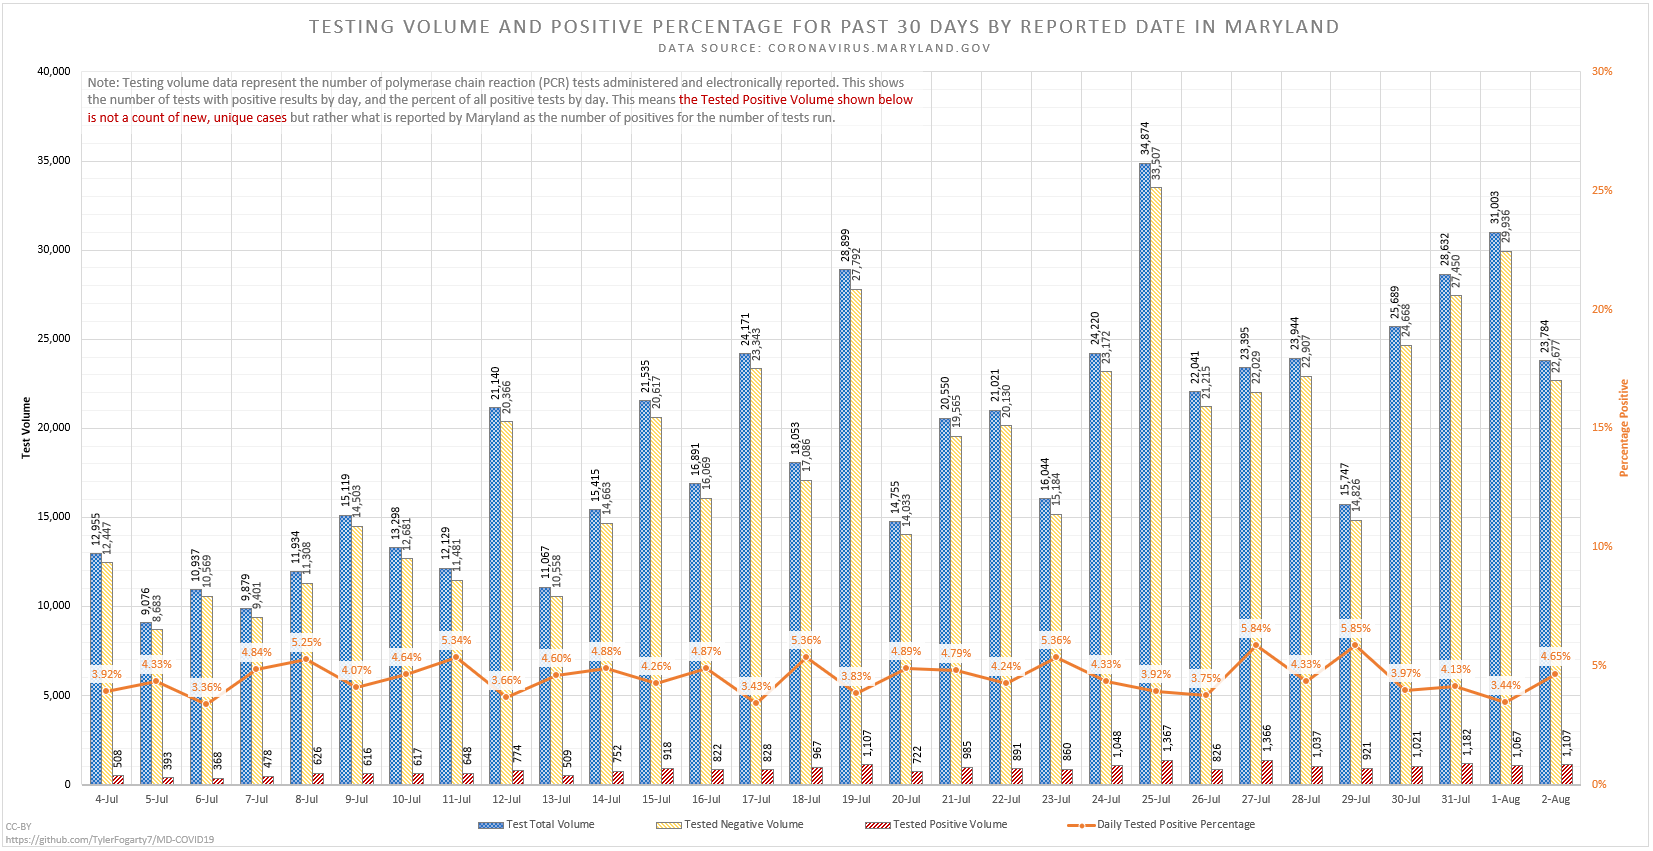 TESTING VOLUME AND POSITIVE PERCENTAGE FOR PAST 30 DAYS BY REPORTED DATE IN MARYLAND
DATA SOURCE: CORONAVIRUS.MARYLAND.GOV
Note: Testing volume data represent the number of polymerase chain reaction (PCR) tests administered and electronically reported. This shows
the number of tests with positive results by day, and the percent of all positive tests by day. This means the Tested Positive Volume shown below
is not a count of new, unique cases but rather what is reported by Maryland as the number of positives for the number of tests run.
40,000
35,000
30,000
25,000
20,000
15,000
10,000
5,000
0
Test Volume
30%
25%
20%
15%
10%
5%
0%
Percentage Positive
12,955 12,447 3.92% 508
9,076 8,683 4.33% 393
10,937 10,569 3.36% 368
9,879 9,401 4.84% 478
11,934 11,308 5.25% 626
15,119 14,503 4.07% 616
13,298 12,681 4.64% 617
12,129 11,481 5.34% 648
21,140 20,366 3.66% 774
11,067 10,558 4.60% 509
15,415 14,663 4.88% 752
21,535 20,617 4.26% 918
16,891 16,069 4.87% 822
24,171 23,343 3.43% 828
18,053 17,086 5.36% 967
28,899 27,792 3.83% 1,107
14,755 14,033 4.89% 722
20,550 19,565 4.79% 985
21,021 20,130 4.24% 891
16,044 15,184 5.36% 860
24,220 23,172 4.33% 1,048
34,874 33,507 3.92% 1,367
22,041 21,215 3.75% 826
23,395 22,029 5.84% 1,366
23,944 22,907 4.33% 1,037
15,747 14,826 5.85% 921
25,689 24,668 3.97% 1,021
28,632 27,450 4.13% 1,182
31,003 29,936 3.44% 1,067
23,784 22,677 4.65% 1,107
4-Jul 5-Jul 6-Jul 7-Jul 8-Jul 9-Jul 10-Jul 11-Jul 12-Jul 13-Jul 14-Jul 15-Jul 16-Jul 17-Jul 18-Jul 19-Jul 20-Jul 21-Jul 22-Jul 23-Jul 24-Jul 25-Jul 26-Jul 27-Jul 28-Jul 29-Jul 30-Jul 31-Jul 1-Aug 2-Aug
Test Total Volume Tested Negative Volume Tested Positive Volume Daily Tested Positive Percentage
CC-BY
https://github.com/TylerFogarty7/MD-COVID19